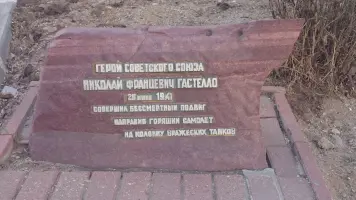 ГЕРОЙ СОВЕТСКОГО СОЮЗА
НИКОЛАЙ ФРАНЦЕВИЧ ГАСТЕЛЛО
26 июня 1941
СОВЕРШИЛ БЕССМЕРТНЫЙ ПОДВИГ
НАПРАВИВ ГОРЯЩИЙ САМОЛЕТ
НА КОЛОННУ ВРАЖЕСКИХ ТАНКОВ